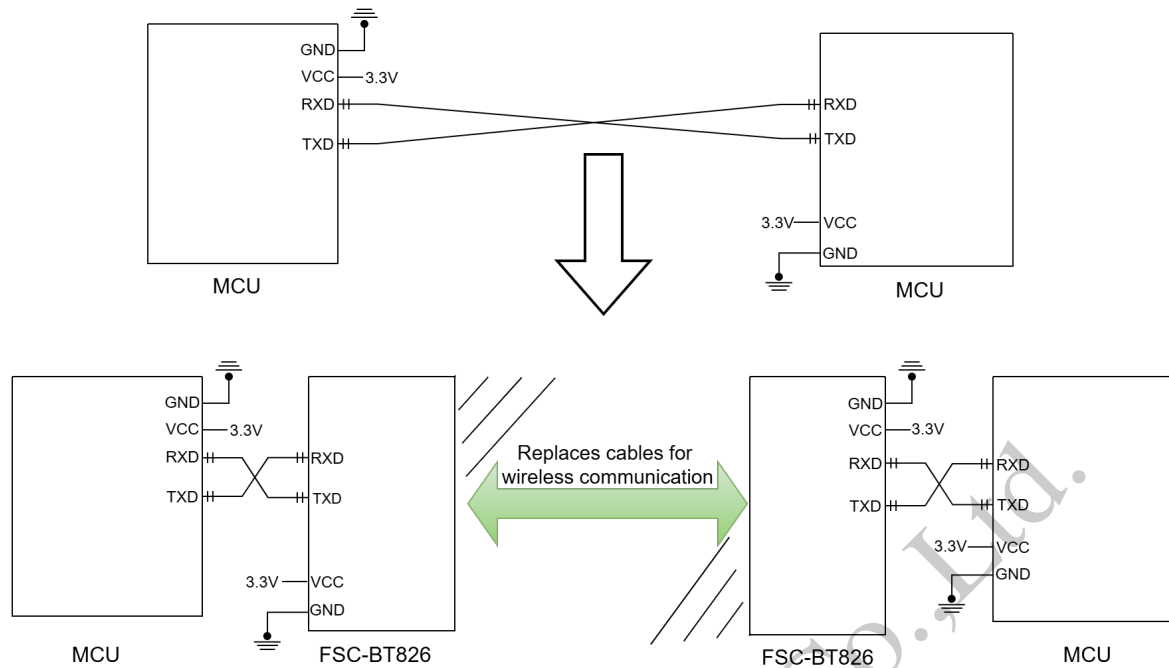 GND
VCC
3.3V
RXD
TXD
MCU
RXD
TXD
3.3V
VCC
GND
MCU
GND
VCC
3.3V
RXD
TXD
MCU
RXD
TXD
3.3V
VCC
GND
FSC-BT826
Replaces cables for
wireless communication
GND
VCC
3.3V
RXD
TXD
FSC-BT826
RXD
TXD
3.3V
VCC
GND
MCU
Co.,Ltd.